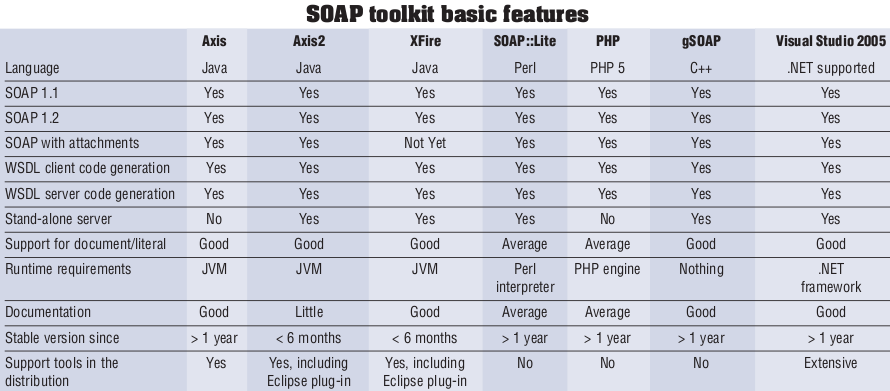 SOAP toolkit basic features
Axis Axis2 XFire SOAP::Lite PHP gSOAP Visual Studio 2005
Language Java Java Java Perl PHP 5 C++ .NET supported
SOAP 1.1 Yes Yes Yes Yes Yes Yes Yes
SOAP 1.2 Yes Yes Yes Yes Yes Yes Yes
SOAP with attachments Yes Yes Not Yet Yes Yes Yes Yes
WSDL client code generation Yes Yes Yes Yes Yes Yes Yes
WSDL server code generation Yes Yes Yes Yes Yes Yes Yes
Stand-alone server No Yes Yes Yes No Yes Yes
Support for document/literal Good Good Good Average Average Good Good
Runtime requirements JVM JVM JVM Perl PHP engine Nothing .NET
interpreter framework
Documentation Good Little Good Average Average Good Good
Stable version since > 1 year < 6 months < 6 months > 1 year > 1 year > 1 year > 1 year
Support tools in the Yes Yes, including Yes, including No No No Extensive
distribution Eclipse plug-in Eclipse plug-in